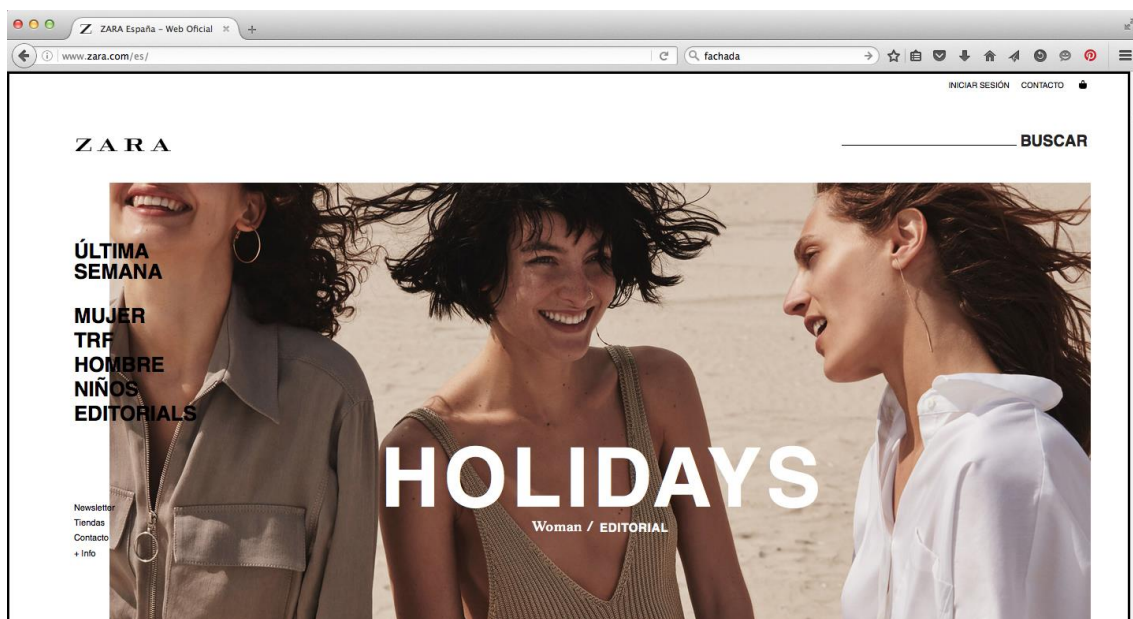 ZARA España – Web Oficial
www.zara.com/es/
fachada
INICIAR SESIÓN CONTACTO
ZARA
BUSCAR
ÚLTIMA
SEMANA
MUJER
TRF
HOMBRE
NIÑOS
EDITORIALS
HOLIDAYS
Woman / EDITORIAL
Newsletter
Tiendas
Contacto
+ Info